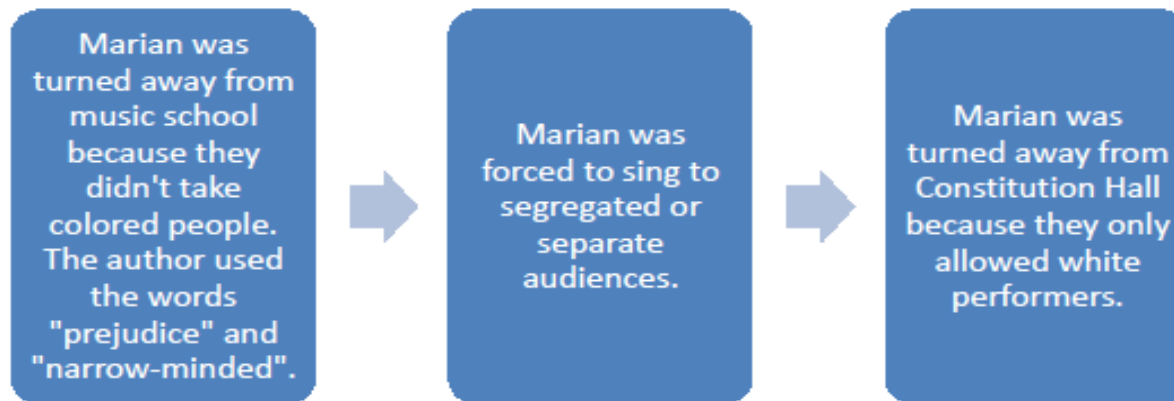 Marian was
turned away from
music school
because they
didn't take
colored people.
The author used
the words
"prejudice" and
"narrow-minded".
Marian was
forced to sing to
segregated or
separate
audiences.
Marian was
turned away from
Constitution Hall
because they only
allowed white
performers.